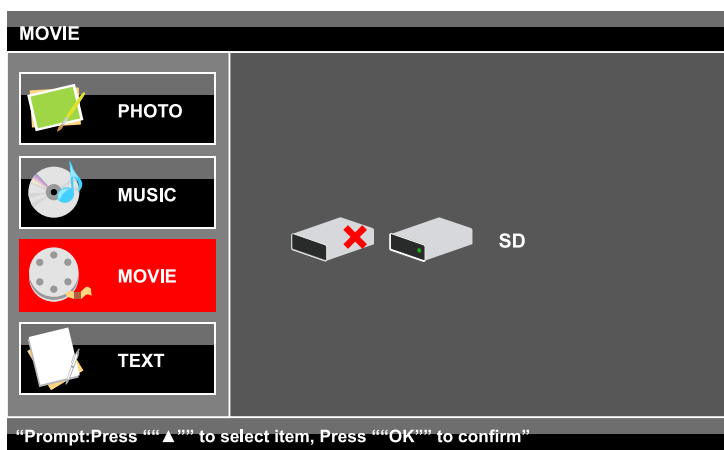 MOVIE
PHOTO
MUSIC
MOVIE
TEXT
SD
“Prompt:Press ““▲”” to select item, Press ““OK”” to confirm”